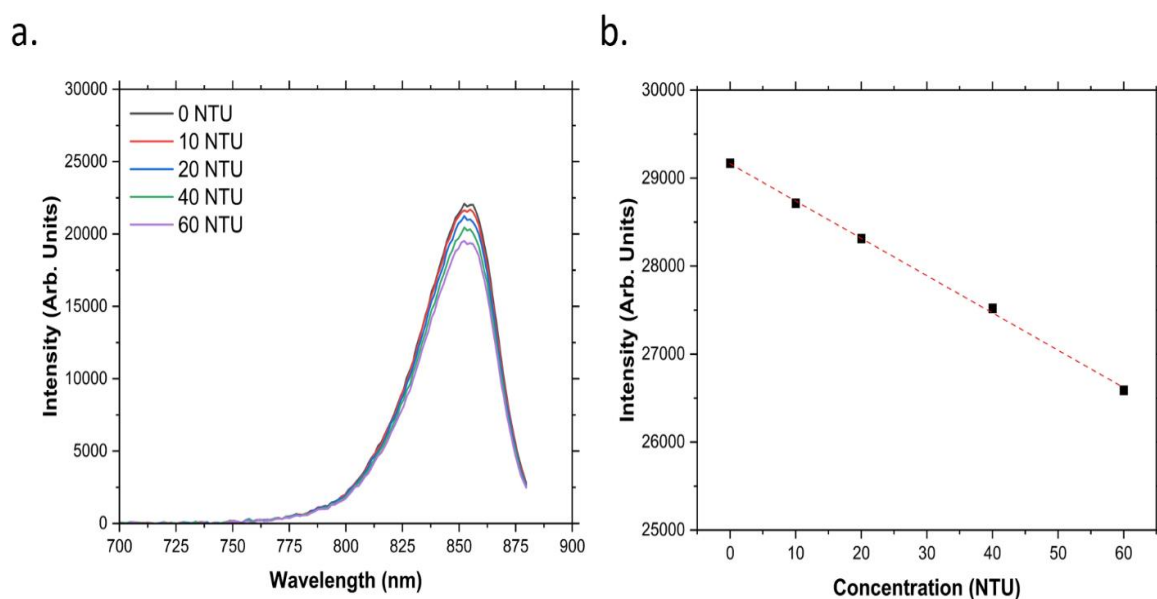 a.
30000
25000
20000
15000
10000
5000
0
0 NTU
10 NTU
20 NTU
40 NTU
60 NTU
Intensity (Arb. Units)
700 725 750 775 800 825 850 875 900
Wavelength (nm)
b.
30000
29000
28000
27000
26000
25000
Intensity (Arb. Units)
0 10 20 30 40 50 60
Concentration (NTU)